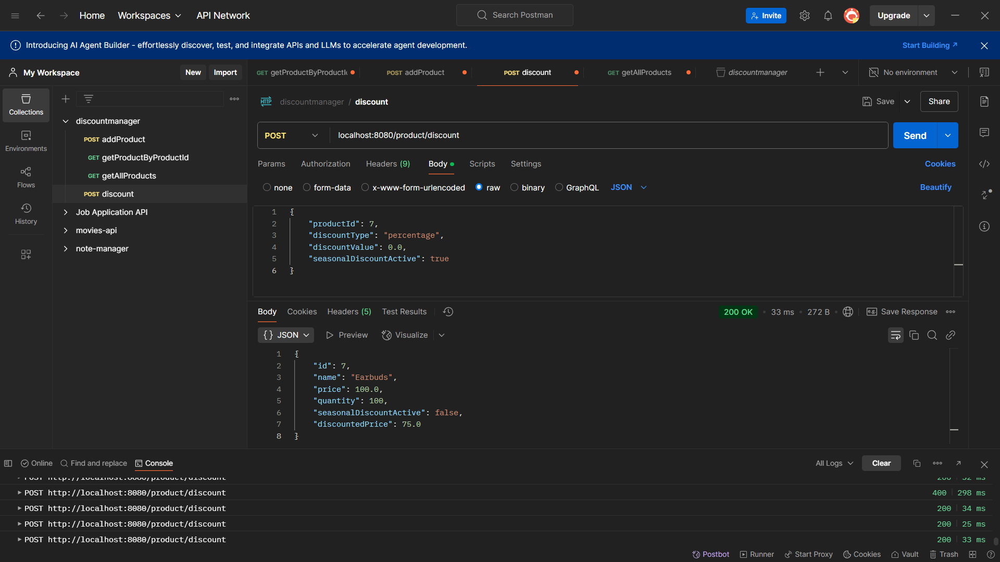 Home Workspaces API Network Search Postman Invite Upgrade
Introducing AI Agent Builder - effortlessly discover, test, and integrate APIs and LLMs to accelerate agent development. Start Building
My Workspace New Import GET getProductByProductI POST addProduct POST discount GET getAllProducts discountmanager No environment
Collections
Environments
Flows
History
discountmanager
POST addProduct
GET getProductByProductId
GET getAllProducts
POST discount
Job Application API
movies-api
note-manager
HTTP discountmanager / discount Save Share
POST localhost:8080/product/discount Send
Params Authorization Headers (9) Body Scripts Settings Cookies
none form-data x-www-form-urlencoded raw binary GraphQL JSON Beautify
1 {
2 "productId": 7,
3 "discountType": "percentage",
4 "discountValue": 0.0,
5 "seasonalDiscountActive": true
6 }
Body Cookies Headers (5) Test Results 200 OK 33 ms 272 B e.g. Save Response
{} JSON Preview Visualize
1 {
2 "id": 7,
3 "name": "Earbuds",
4 "price": 100.0,
5 "quantity": 100,
6 "seasonalDiscountActive": false,
7 "discountedPrice": 75.0
8 }
Online Find and replace Console All Logs Clear
POST http://localhost:8080/product/discount 200 32 ms
POST http://localhost:8080/product/discount 400 298 ms
POST http://localhost:8080/product/discount 200 34 ms
POST http://localhost:8080/product/discount 200 25 ms
POST http://localhost:8080/product/discount 200 33 ms
Postbot Runner Start Proxy Cookies Vault Trash